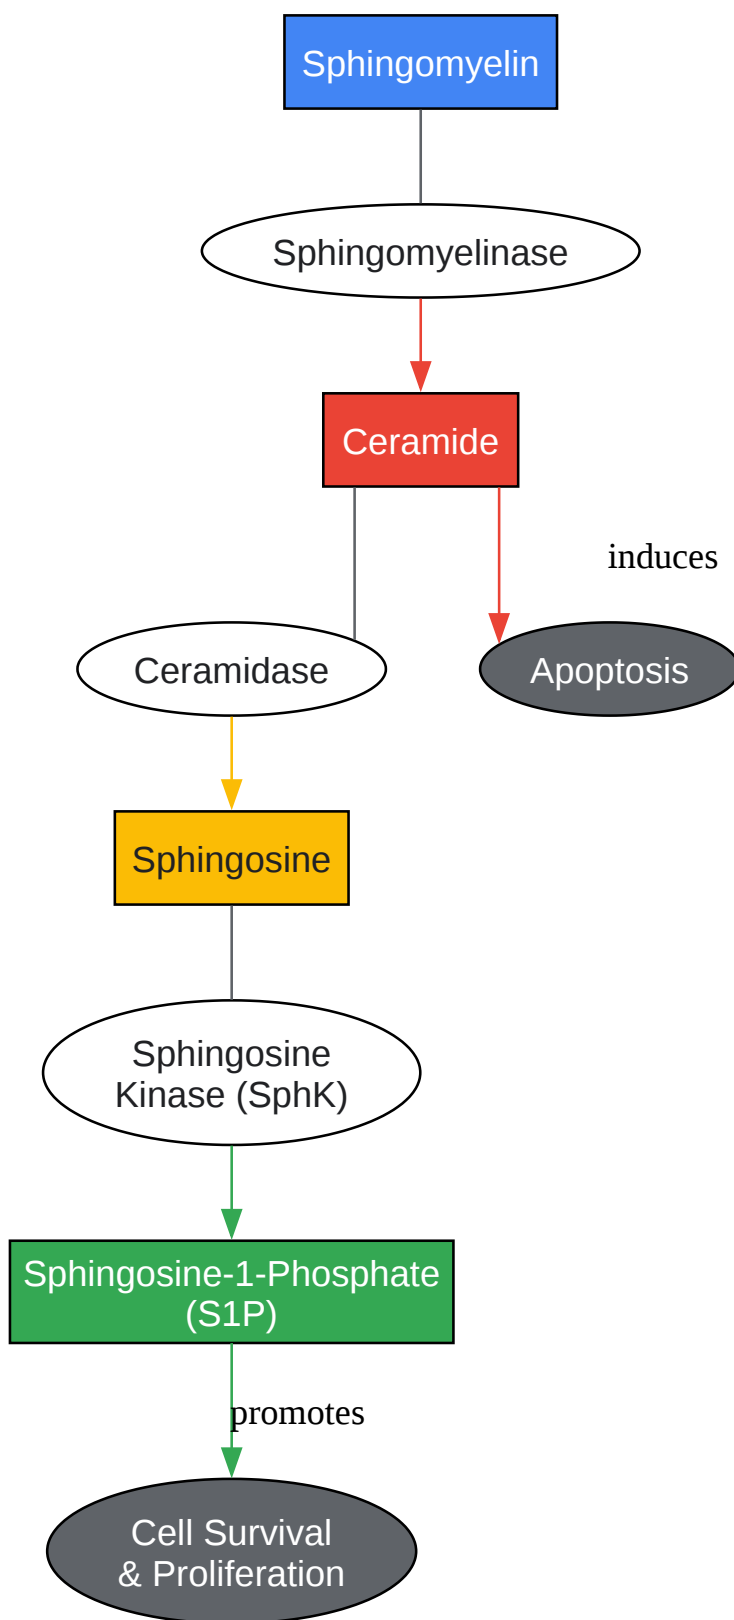 Sphingomyelin
Sphingomyelinase
Ceramide
induces
Ceramidase
Apoptosis
Sphingosine
Sphingosine
Kinase (SphK)
Sphingosine-1-Phosphate
(S1P)
promotes
Cell Survival
& Proliferation